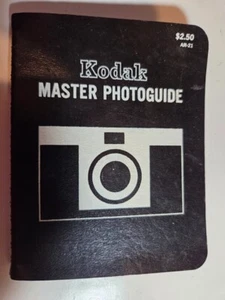 $2.50
AR-21
Kodak
MASTER PHOTOGUIDE